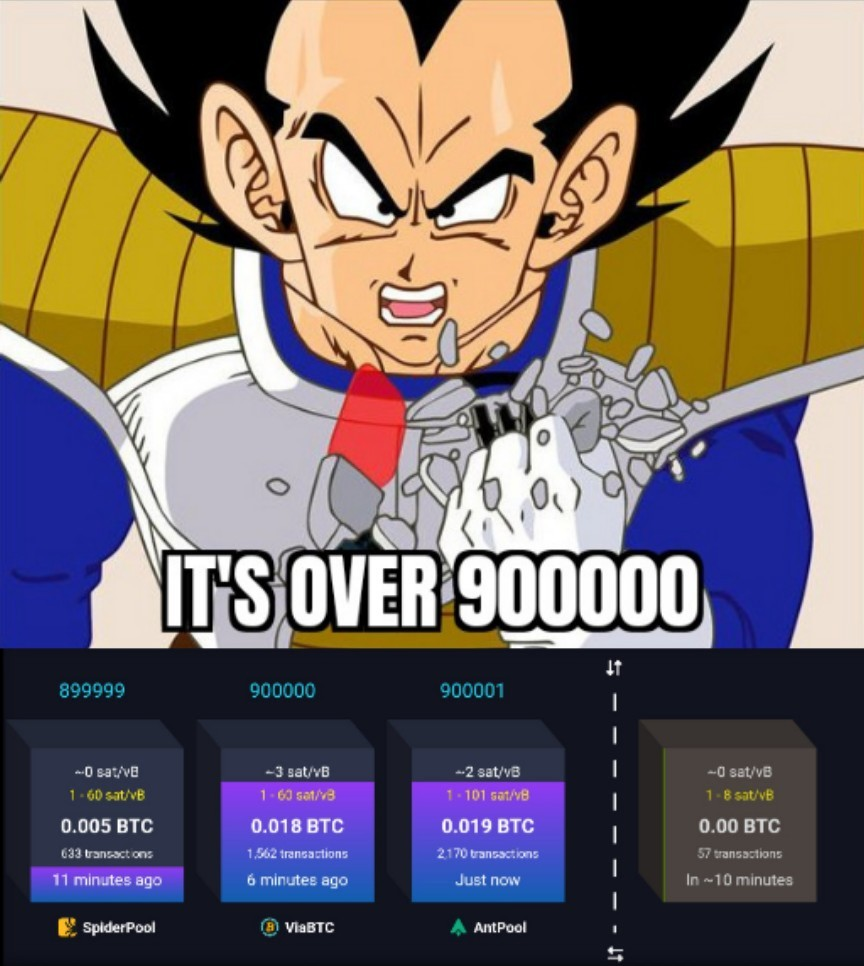 IT'S OVER 900000
899999
900000
900001
~0 sat/vB
1 - 60 sat/vB
0.005 BTC
633 transactions
11 minutes ago
SpiderPool
~3 sat/vB
1 - 60 sat/vB
0.018 BTC
1,562 transactions
6 minutes ago
ViaBTC
~2 sat/vB
1 - 101 sat/vB
0.019 BTC
2,170 transactions
Just now
AntPool
~0 sat/vB
1 - 8 sat/vB
0.00 BTC
57 transactions
In ~10 minutes